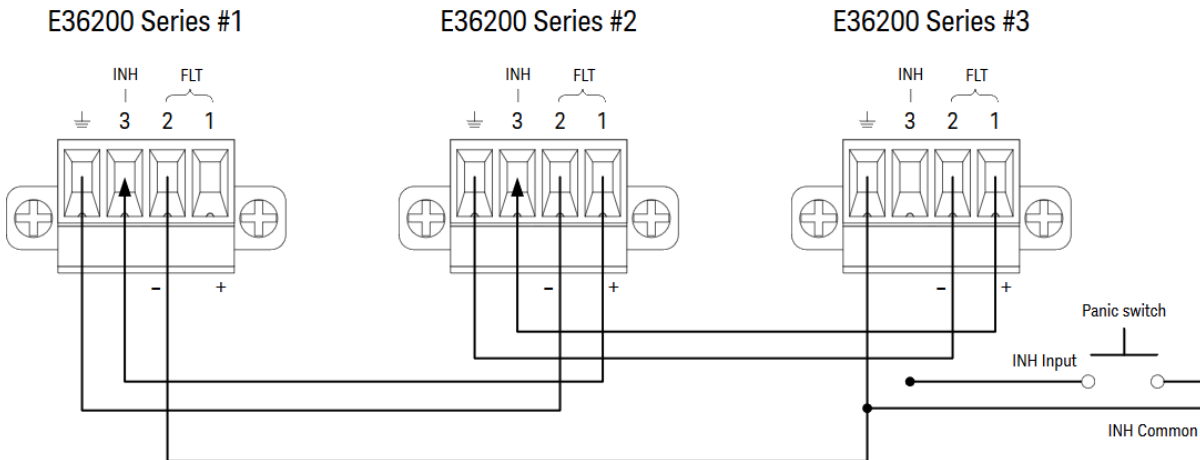 E36200 Series #1
E36200 Series #2
E36200 Series #3
INH FLT
INH FLT
INH FLT
3 2 1
3 2 1
3 2 1
- +
- +
- +
Panic switch
INH Input
INH Common